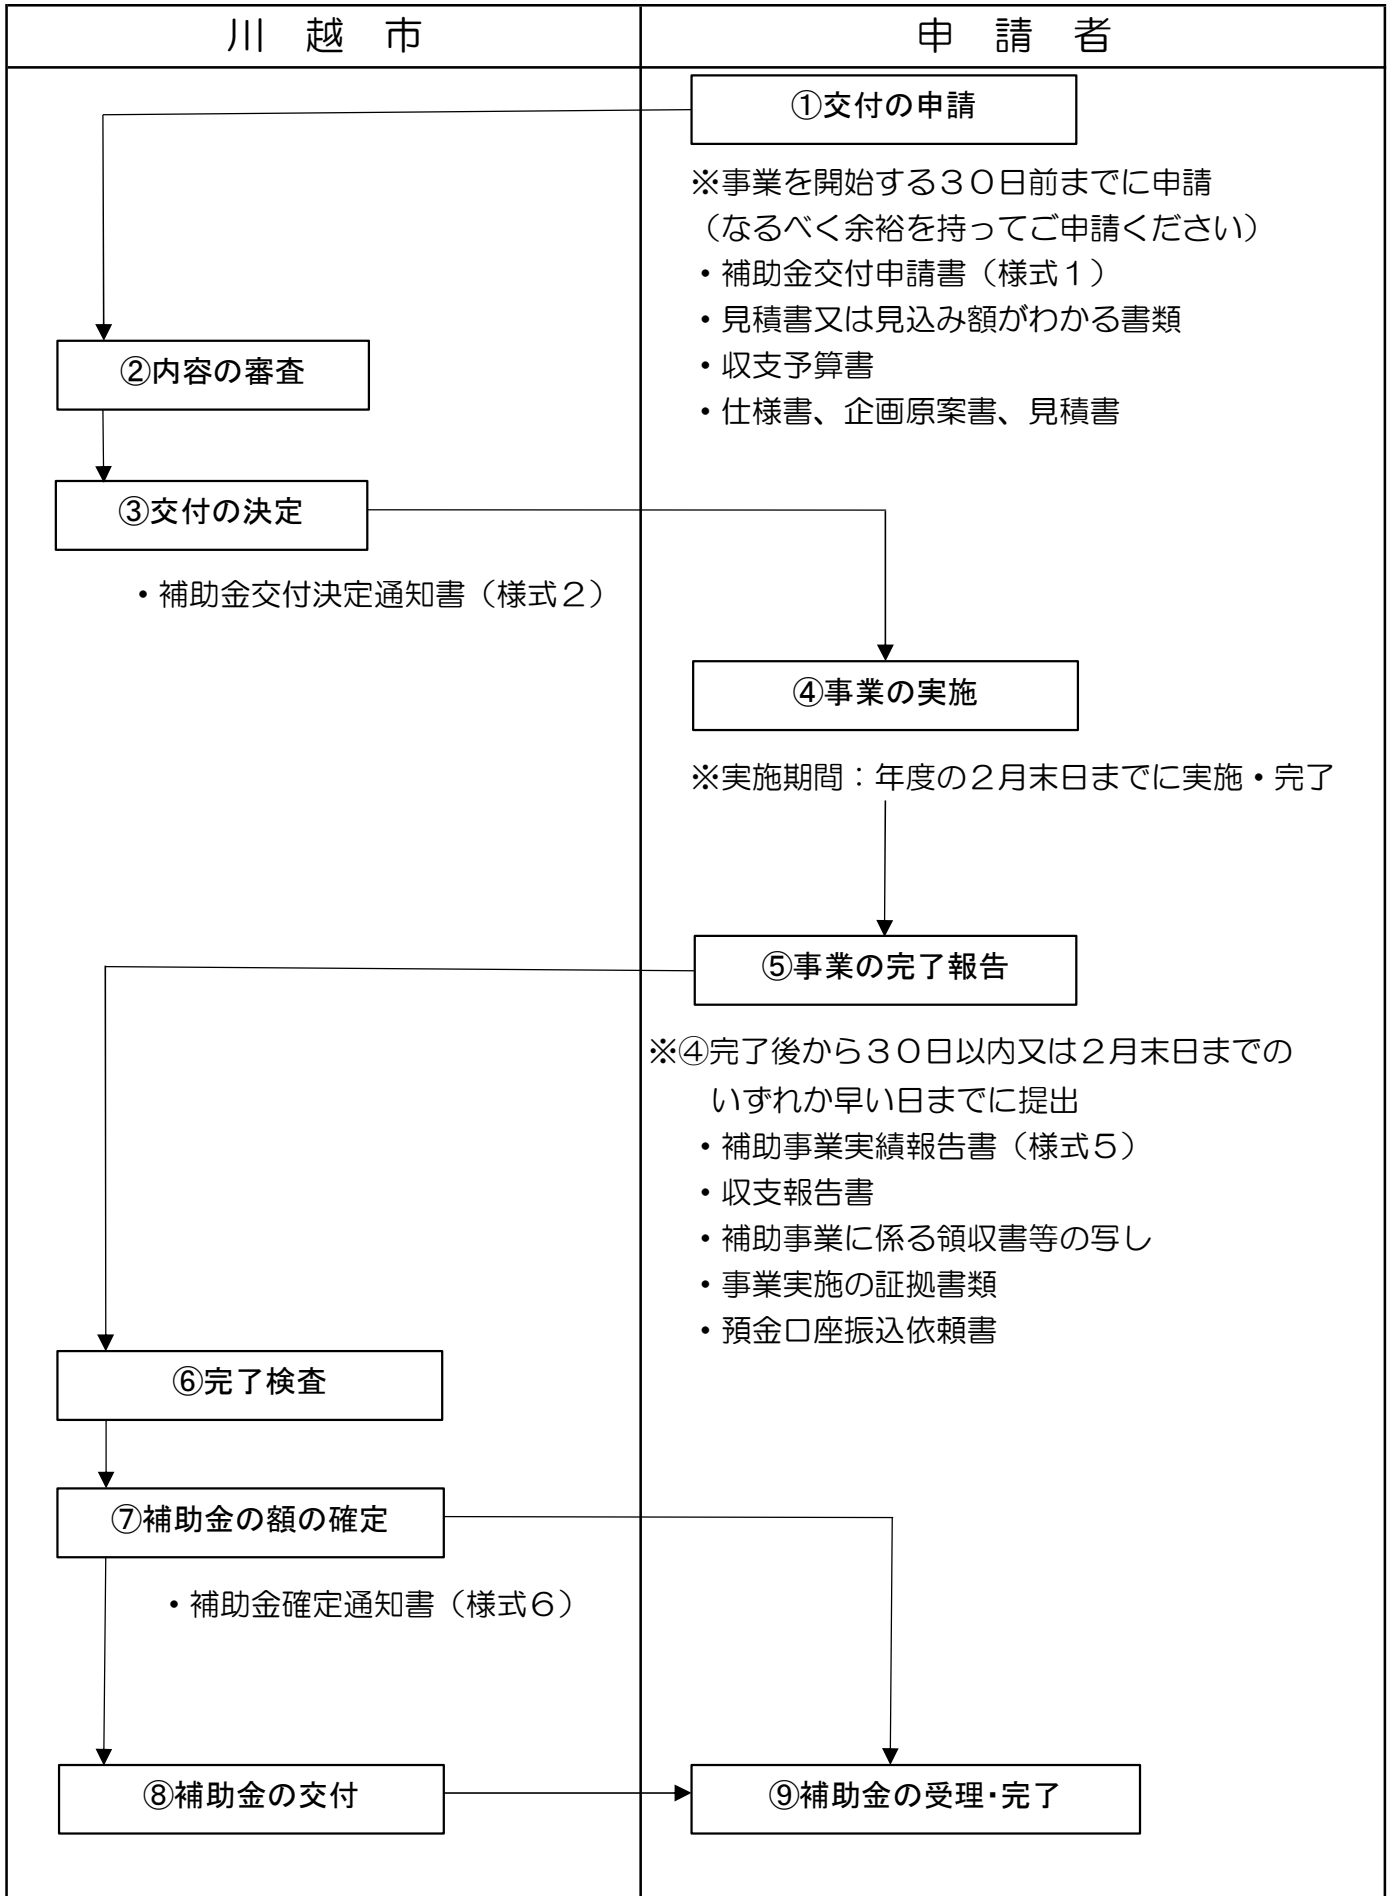 川 越 市
申 請 者
①交付の申請
※事業を開始する３０日前までに申請
（なるべく余裕を持ってご申請ください）
・補助金交付申請書（様式１）
・見積書又は見込み額がわかる書類
・収支予算書
・仕様書、企画原案書、見積書
②内容の審査
③交付の決定
・補助金交付決定通知書（様式２）
④事業の実施
※実施期間：年度の２月末日までに実施・完了
⑤事業の完了報告
※④完了後から３０日以内又は２月末日までの
いずれか早い日までに提出
・補助事業実績報告書（様式５）
・収支報告書
・補助事業に係る領収書等の写し
・事業実施の証拠書類
・預金口座振込依頼書
⑥完了検査
⑦補助金の額の確定
・補助金確定通知書（様式６）
⑧補助金の交付
⑨補助金の受理・完了